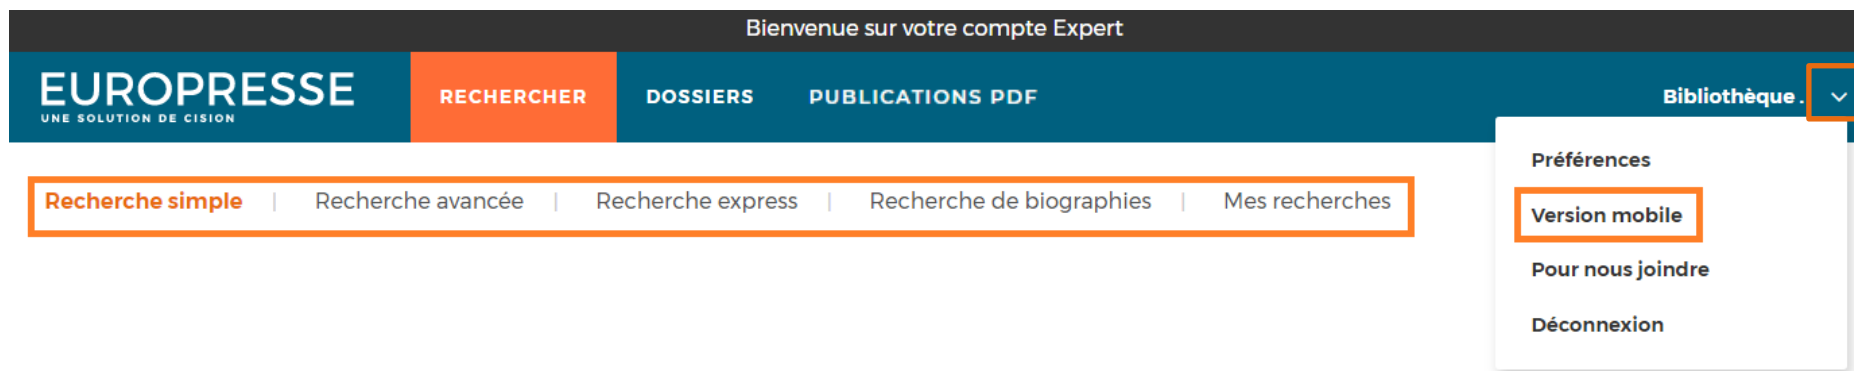 Bienvenue sur votre compte Expert
EUROPRESSE
UNE SOLUTION DE CISION
RECHERCHER
DOSSIERS
PUBLICATIONS PDF
Bibliothèque .
Recherche simple | Recherche avancée | Recherche express | Recherche de biographies | Mes recherches
Préférences
Version mobile
Pour nous joindre
Déconnexion